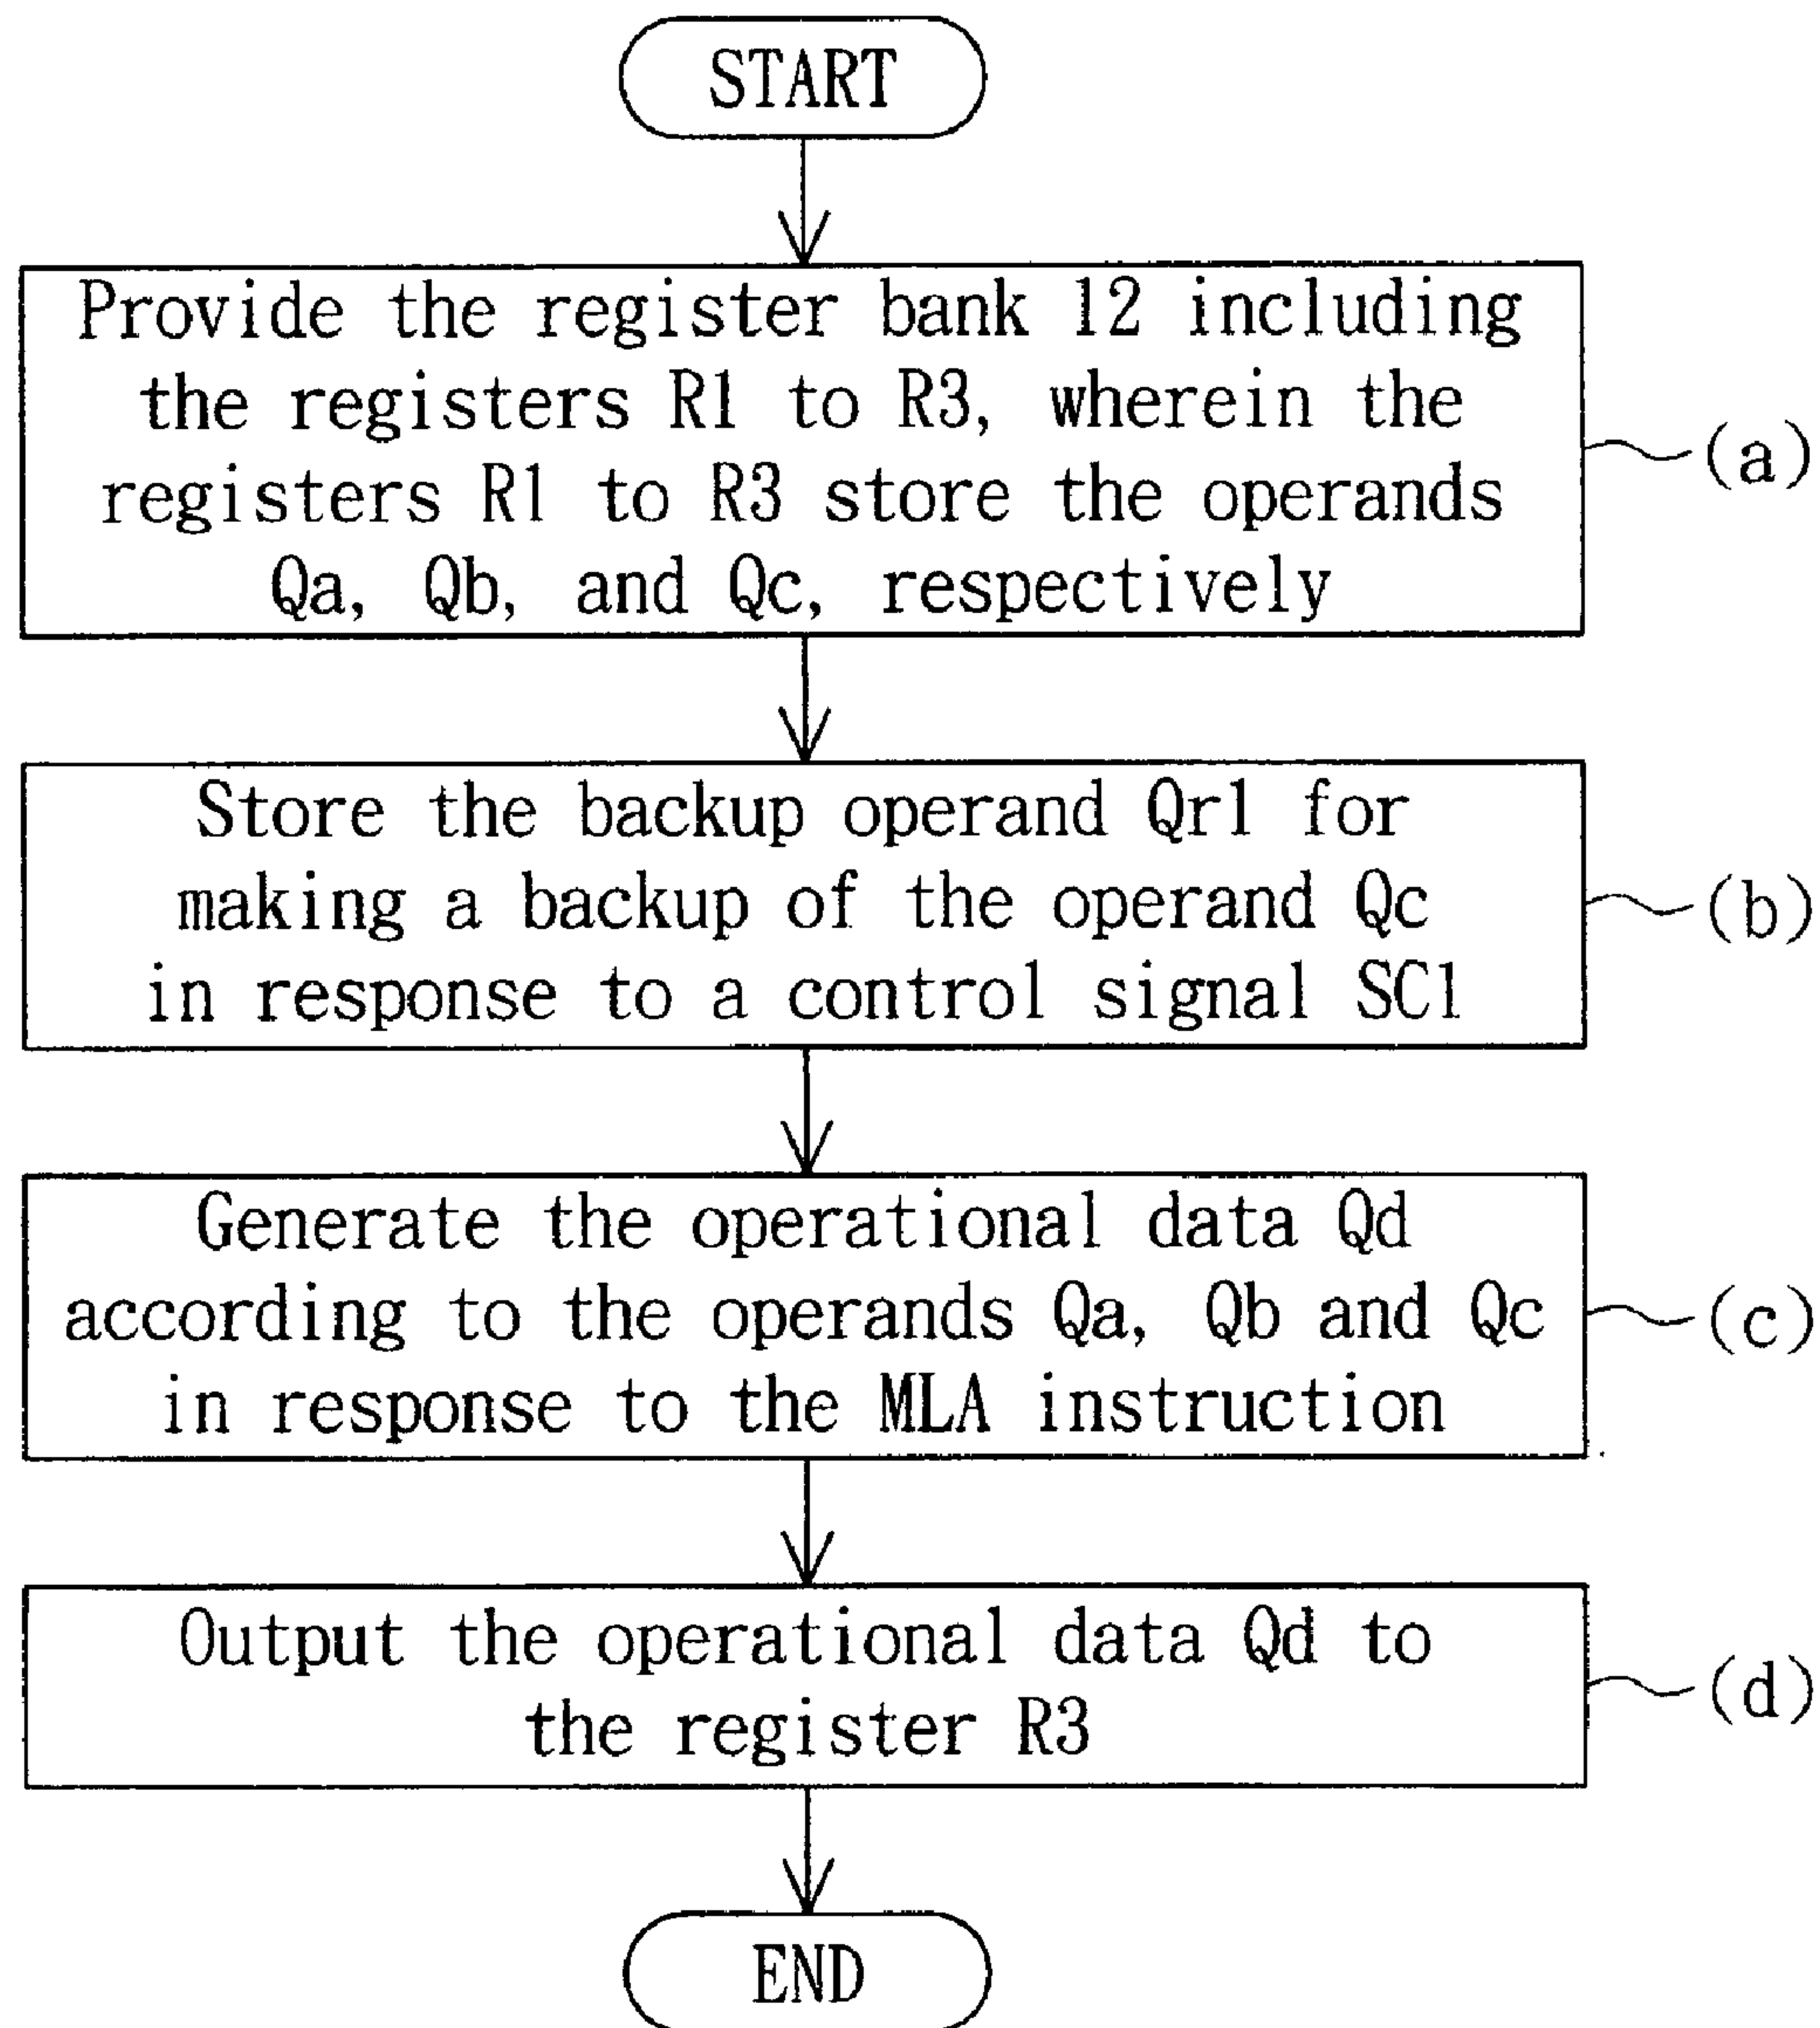 START
Provide the register bank 12 including
the registers R1 to R3, wherein the
registers R1 to R3 store the operands
Qa, Qb, and Qc, respectively
(a)
Store the backup operand Qr1 for
making a backup of the operand Qc
in response to a control signal SC1
(b)
Generate the operational data Qd
according to the operands Qa, Qb and Qc
in response to the MLA instruction
(c)
Output the operational data Qd to
the register R3
(d)
END